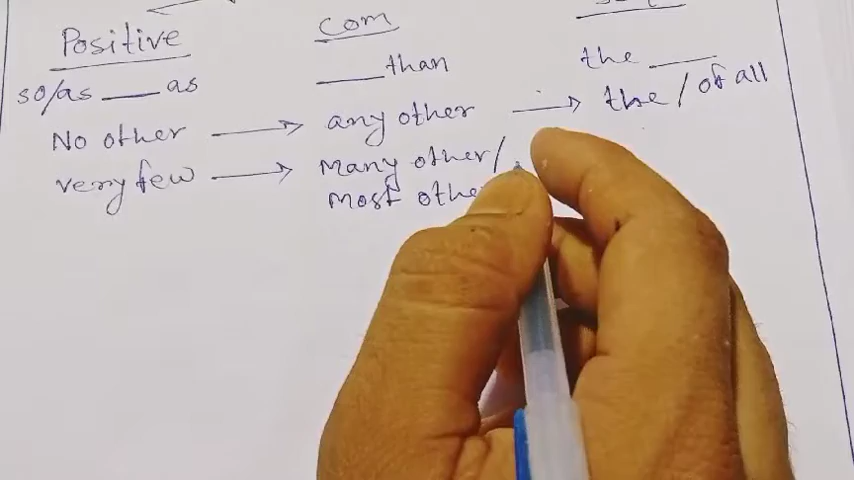 Positive com
so/as ___ as ___ than the ___
No other → any other → the / of all
very few → Many other/
Most othe